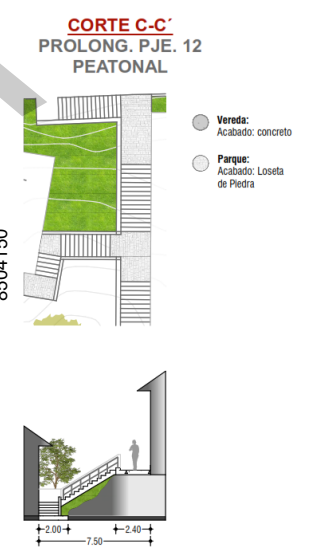 CORTE C-C´
PROLONG. PJE. 12
PEATONAL
Vereda:
Acabado: concreto
Parque:
Acabado: Loseta
de Piedra
8504150
2.00
2.40
7.50